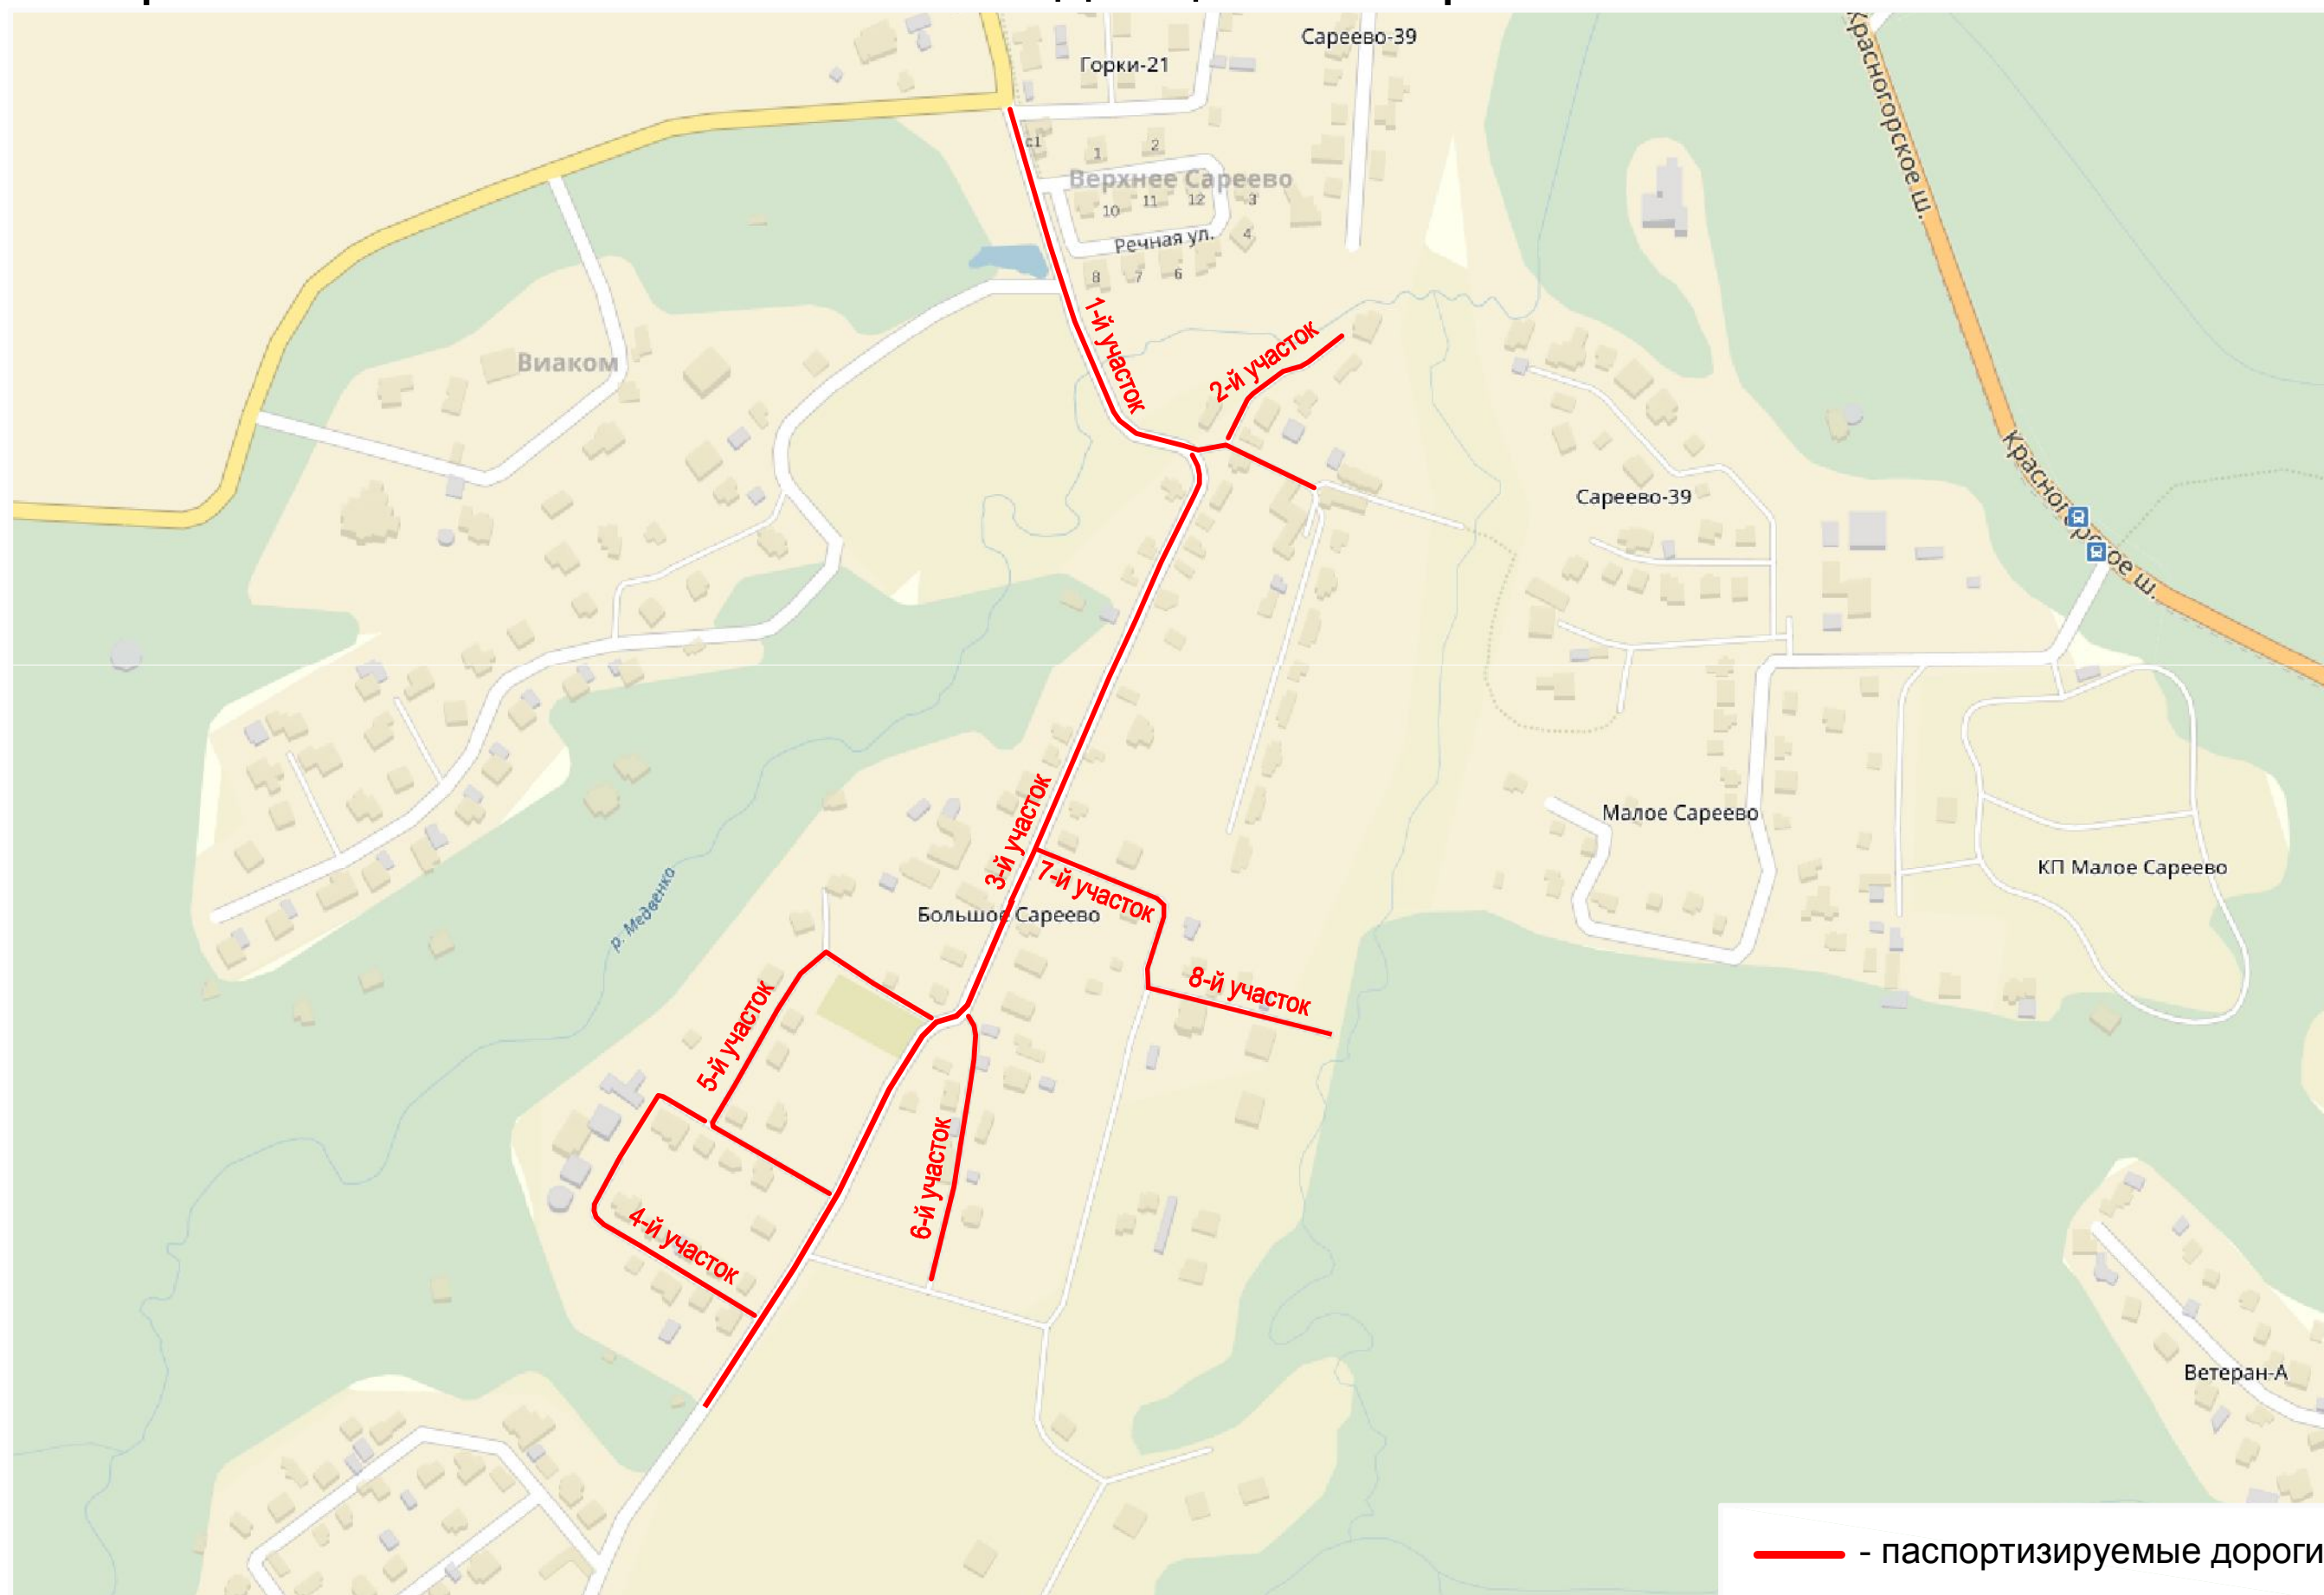 Сареево-39
Горки-21
Красногорское ш.
с1
1
2
Верхнее Сареево
10
11
12
3
Речная ул.
4
8
7
6
1-й участок
2-й участок
Виаком
Красногорское ш.
Сареево-39
3-й участок
Малое Сареево
7-й участок
КП Малое Сареево
р. Медвенка
Большое Сареево
8-й участок
5-й участок
6-й участок
4-й участок
Ветеран-А
- паспортизируемые дороги